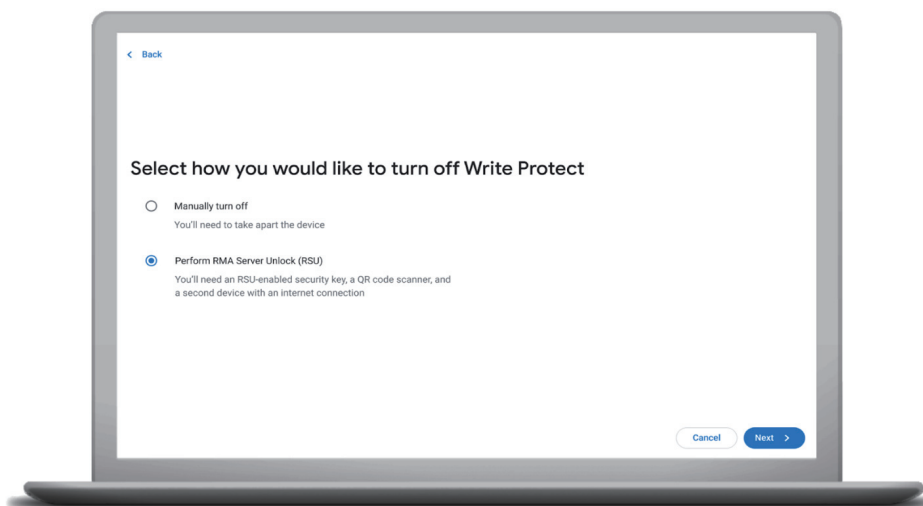 Back
Select how you would like to turn off Write Protect
Manually turn off
You'll need to take apart the device
Perform RMA Server Unlock (RSU)
You'll need an RSU-enabled security key, a QR code scanner, and
a second device with an internet connection
Cancel
Next